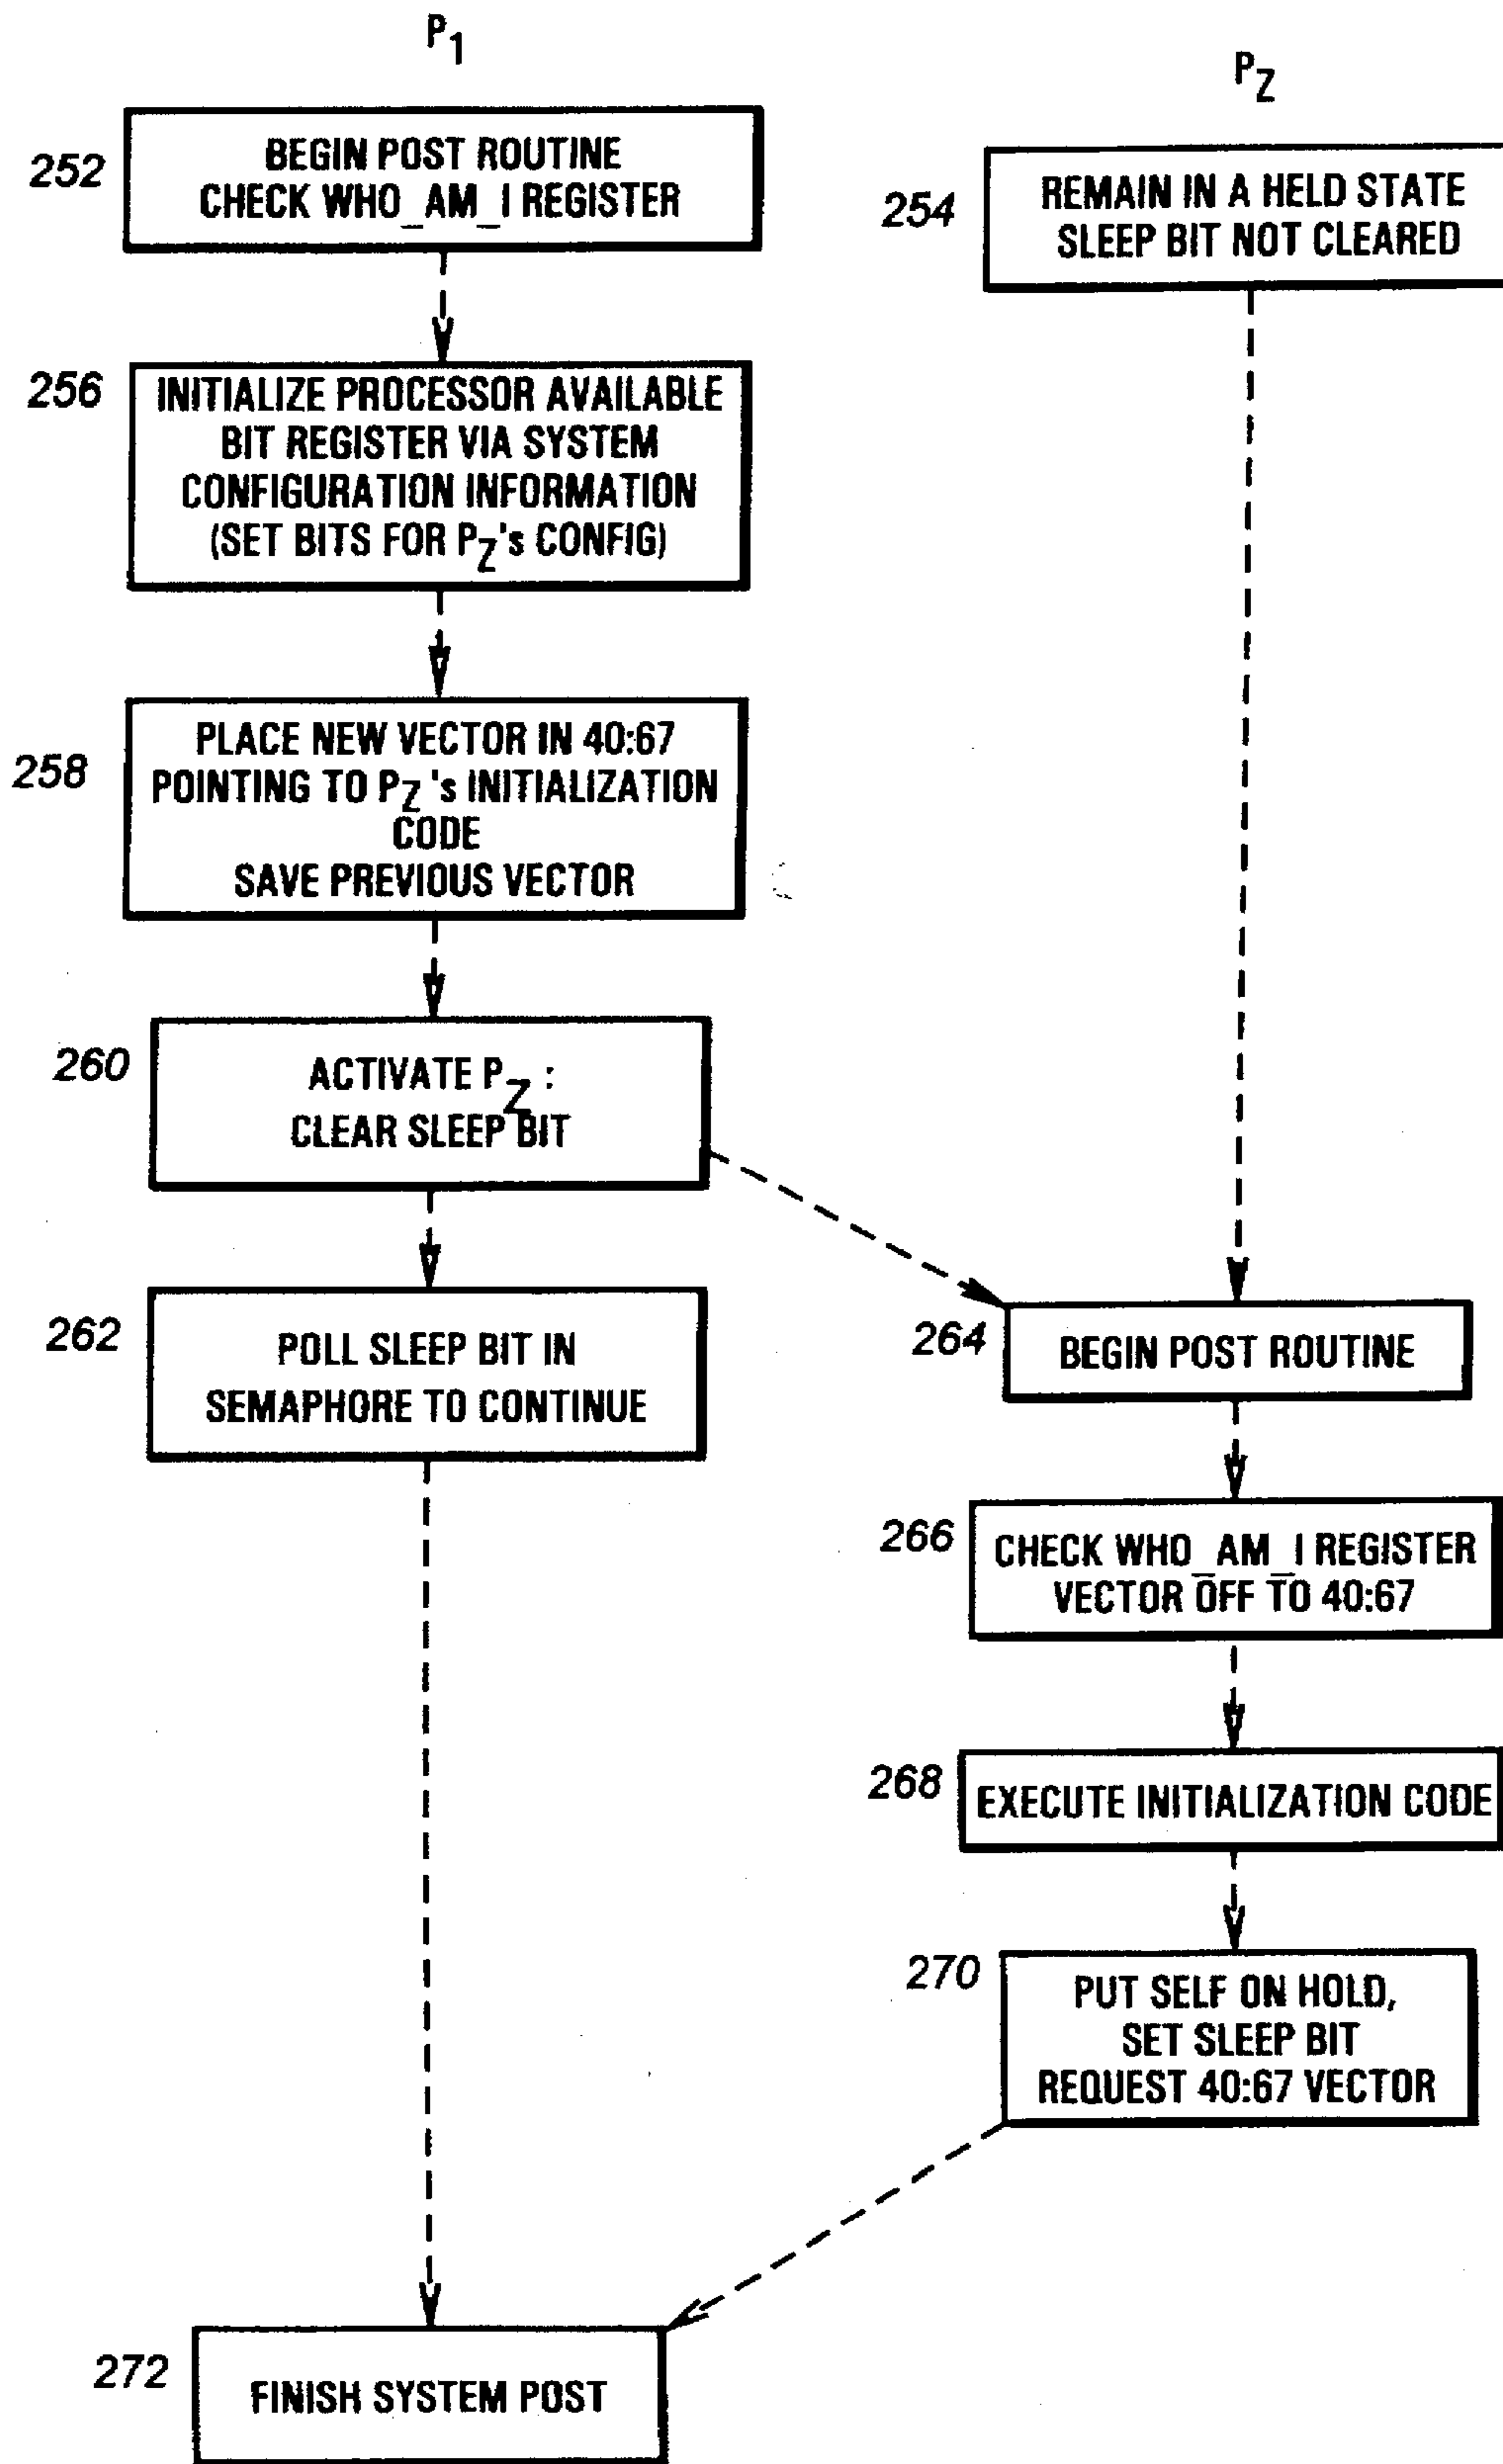 P1
PZ
252
BEGIN POST ROUTINE
CHECK WHO_AM_I REGISTER
254
REMAIN IN A HELD STATE
SLEEP BIT NOT CLEARED
256
INITIALIZE PROCESSOR AVAILABLE
BIT REGISTER VIA SYSTEM
CONFIGURATION INFORMATION
(SET BITS FOR PZ's CONFIG)
258
PLACE NEW VECTOR IN 40:67
POINTING TO PZ's INITIALIZATION
CODE
SAVE PREVIOUS VECTOR
260
ACTIVATE PZ :
CLEAR SLEEP BIT
262
POLL SLEEP BIT IN
SEMAPHORE TO CONTINUE
264
BEGIN POST ROUTINE
266
CHECK WHO_AM_I REGISTER
VECTOR OFF TO 40:67
268
EXECUTE INITIALIZATION CODE
270
PUT SELF ON HOLD,
SET SLEEP BIT
REQUEST 40:67 VECTOR
272
FINISH SYSTEM POST